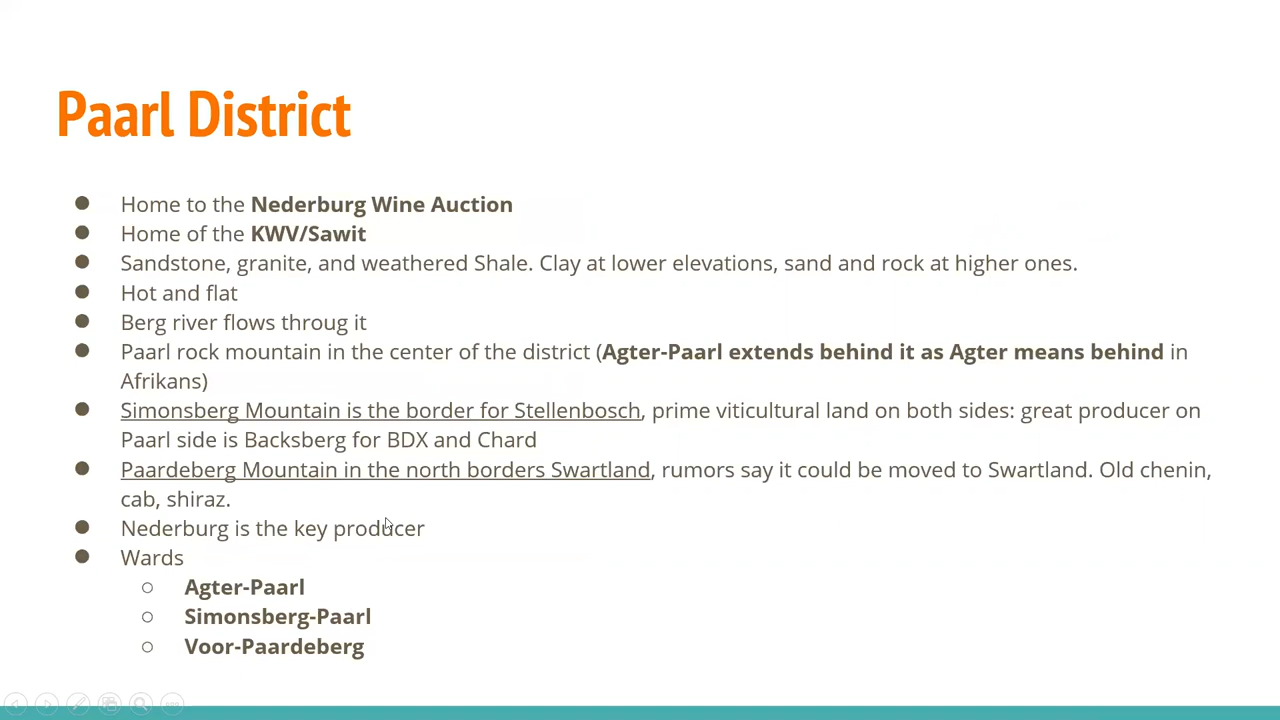 Paarl District
● Home to the Nederburg Wine Auction
● Home of the KWV/Sawit
● Sandstone, granite, and weathered Shale. Clay at lower elevations, sand and rock at higher ones.
● Hot and flat
● Berg river flows throug it
● Paarl rock mountain in the center of the district (Agter-Paarl extends behind it as Agter means behind in
Afrikans)
● Simonsberg Mountain is the border for Stellenbosch, prime viticultural land on both sides: great producer on
Paarl side is Backsberg for BDX and Chard
● Paardeberg Mountain in the north borders Swartland, rumors say it could be moved to Swartland. Old chenin,
cab, shiraz.
● Nederburg is the key producer
● Wards
○ Agter-Paarl
○ Simonsberg-Paarl
○ Voor-Paardeberg